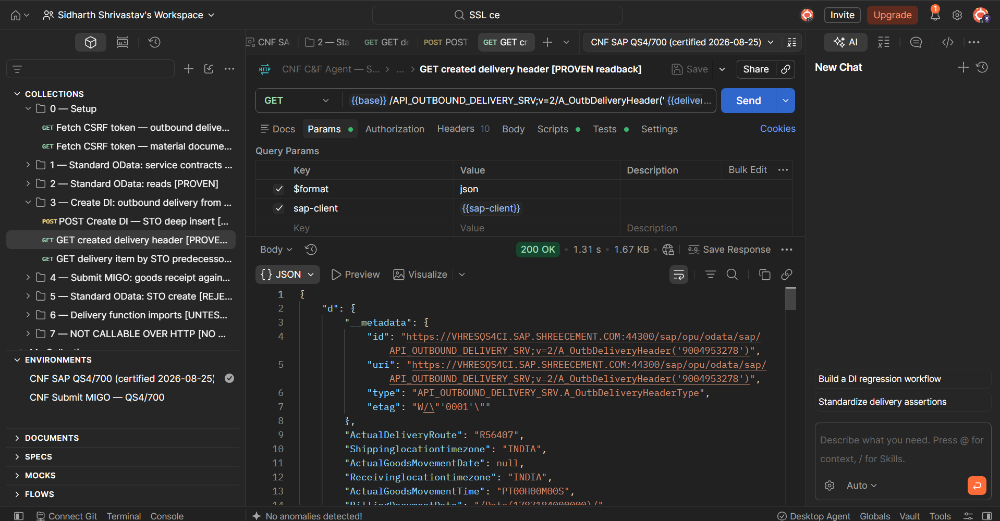 Sidharth Shrivastav's Workspace
SSL ce
Invite
Upgrade
1
S
CNF SA
2 — Sta
GET GET de
POST POST
GET GET cr
CNF SAP QS4/700 (certified 2026-08-25)
AI
HTTP
CNF C&F Agent — S... > ... > GET created delivery header [PROVEN readback]
Save
Share
New Chat
COLLECTIONS
0 — Setup
GET Fetch CSRF token — outbound delive...
GET Fetch CSRF token — material docume...
1 — Standard OData: service contracts ...
2 — Standard OData: reads [PROVEN]
3 — Create DI: outbound delivery from ...
POST POST Create DI — STO deep insert [...
GET GET created delivery header [PROVE...
GET GET delivery item by STO predecesso...
4 — Submit MIGO: goods receipt again...
5 — Standard OData: STO create [REJE...
6 — Delivery function imports [UNTES...
7 — NOT CALLABLE OVER HTTP [NO ...
ENVIRONMENTS
CNF SAP QS4/700 (certified 2026-08-25)
CNF Submit MIGO — QS4/700
DOCUMENTS
SPECS
MOCKS
FLOWS
GET
{{base}}/API_OUTBOUND_DELIVERY_SRV;v=2/A_OutbDeliveryHeader('{{deliver...
Send
Docs
Params
Authorization
Headers 10
Body
Scripts
Tests
Settings
Cookies
Query Params
Key Value Description Bulk Edit
$format json
sap-client {{sap-client}}
Key Value Description
Body
200 OK
1.31 s
1.67 KB
e.g. Save Response
{} JSON
Preview
Visualize
1 {
2 "d": {
3 "__metadata": {
4 "id": "https://VHRESQS4CI.SAP.SHREECEMENT.COM:44300/sap/opu/odata/sap/
API_OUTBOUND_DELIVERY_SRV;v=2/A_OutbDeliveryHeader('9004953278')",
5 "uri": "https://VHRESQS4CI.SAP.SHREECEMENT.COM:44300/sap/opu/odata/sap/
API_OUTBOUND_DELIVERY_SRV;v=2/A_OutbDeliveryHeader('9004953278')",
6 "type": "API_OUTBOUND_DELIVERY_SRV.A_OutbDeliveryHeaderType",
7 "etag": "W/\"'0001'\""
8 },
9 "ActualDeliveryRoute": "R56407",
10 "Shippinglocationtimezone": "INDIA",
11 "ActualGoodsMovementDate": null,
12 "Receivinglocationtimezone": "INDIA",
13 "ActualGoodsMovementTime": "PT00H00M00S",
14 "BillingDocumentDate": "/Date(1787184000000)/"
Build a DI regression workflow
Standardize delivery assertions
Describe what you need. Press @ for
context, / for Skills.
Auto
Connect Git
Terminal
Console
No anomalies detected!
Desktop Agent
Globals
Vault
Tools